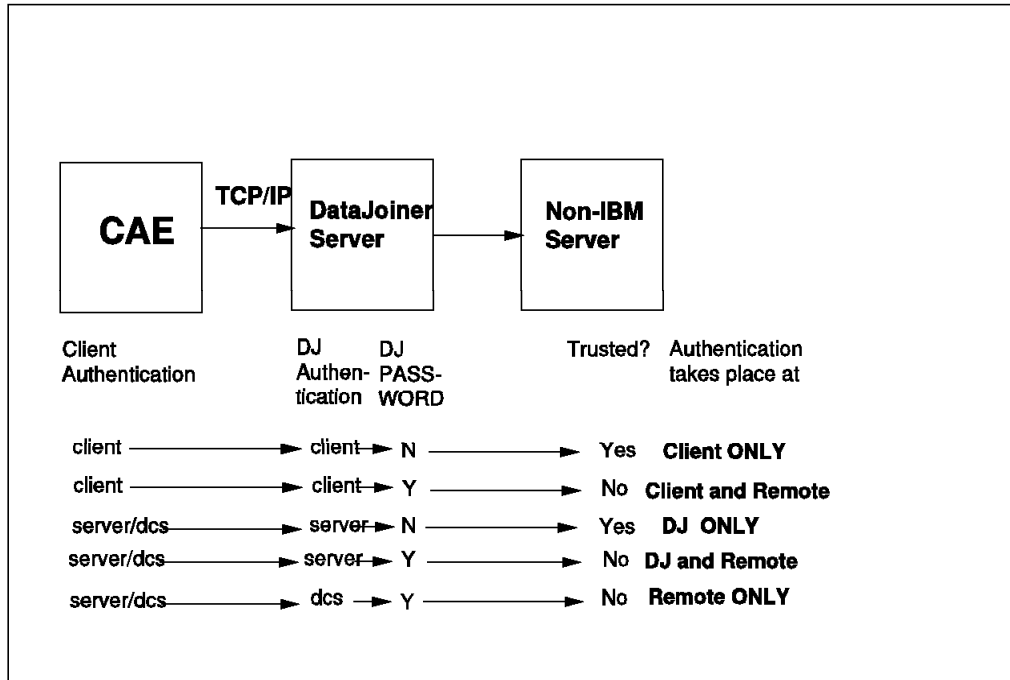 TCP/IP
CAE
DataJoiner
Server
Non-IBM
Server
Client
Authentication
DJ
Authen-
tication
DJ
PASS-
WORD
Trusted?
Authentication
takes place at
client client N Yes Client ONLY
client client Y No Client and Remote
server/dcs server N Yes DJ ONLY
server/dcs server Y No DJ and Remote
server/dcs dcs Y No Remote ONLY